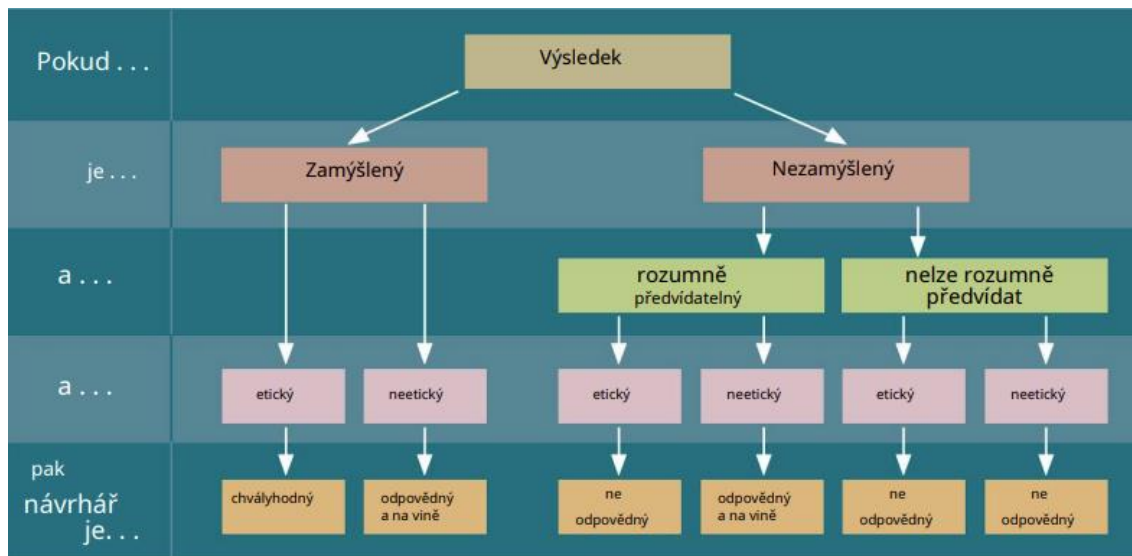 Pokud . . .
Výsledek
je . . .
Zamýšlený
Nezamýšlený
a . . .
rozumně
předvídatelný
nelze rozumně
předvídat
a . . .
etický
neetický
etický
neetický
etický
neetický
pak
návrhář
je. . .
chvályhodný
odpovědný
a na vině
ne
odpovědný
odpovědný
a na vině
ne
odpovědný
ne
odpovědný